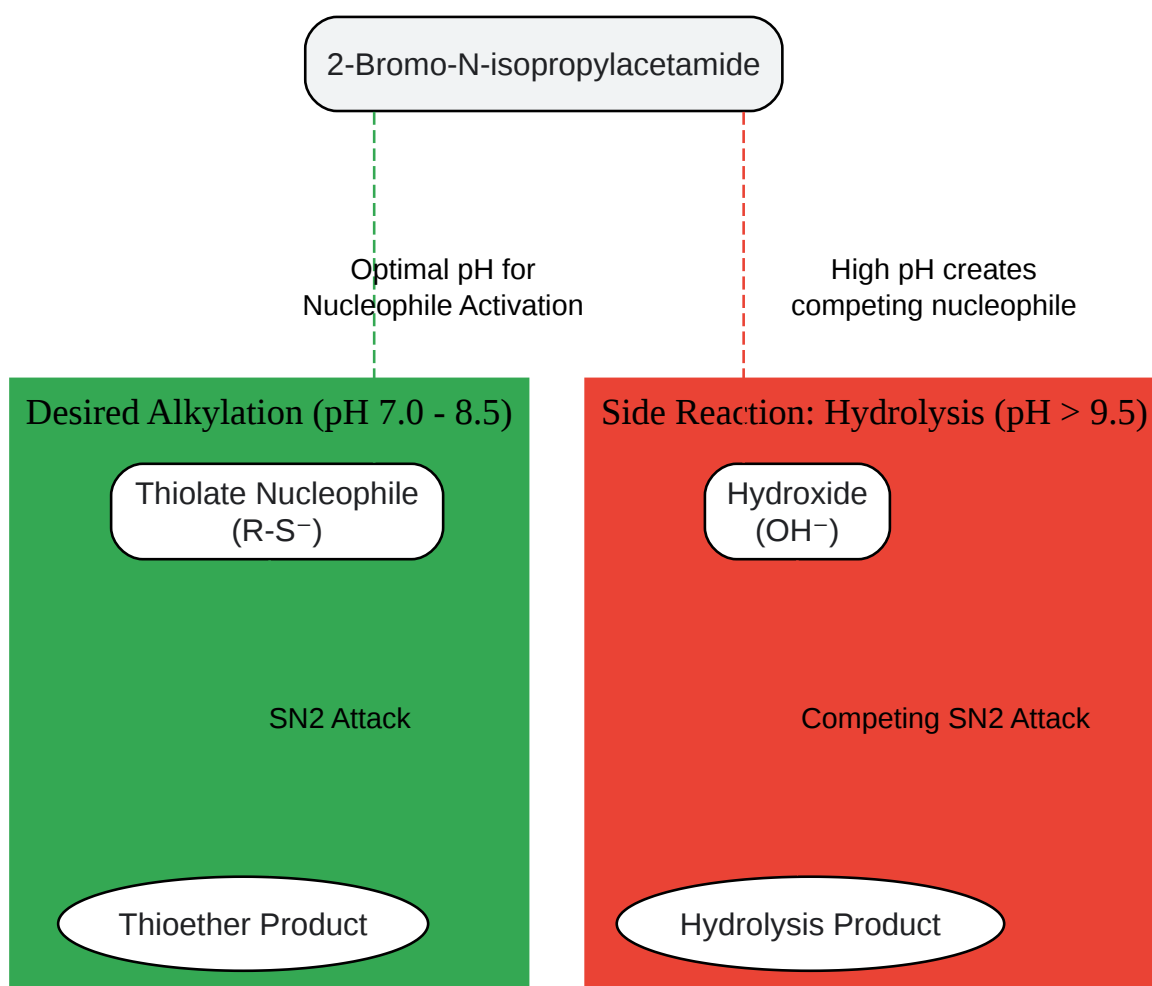 2-Bromo-N-isopropylacetamide
Optimal pH for
Nucleophile Activation
High pH creates
competing nucleophile
Desired Alkylation (pH 7.0 - 8.5)
Thiolate Nucleophile
(R-S⁻)
SN2 Attack
Thioether Product
Side Reaction: Hydrolysis (pH > 9.5)
Hydroxide
(OH⁻)
Competing SN2 Attack
Hydrolysis Product